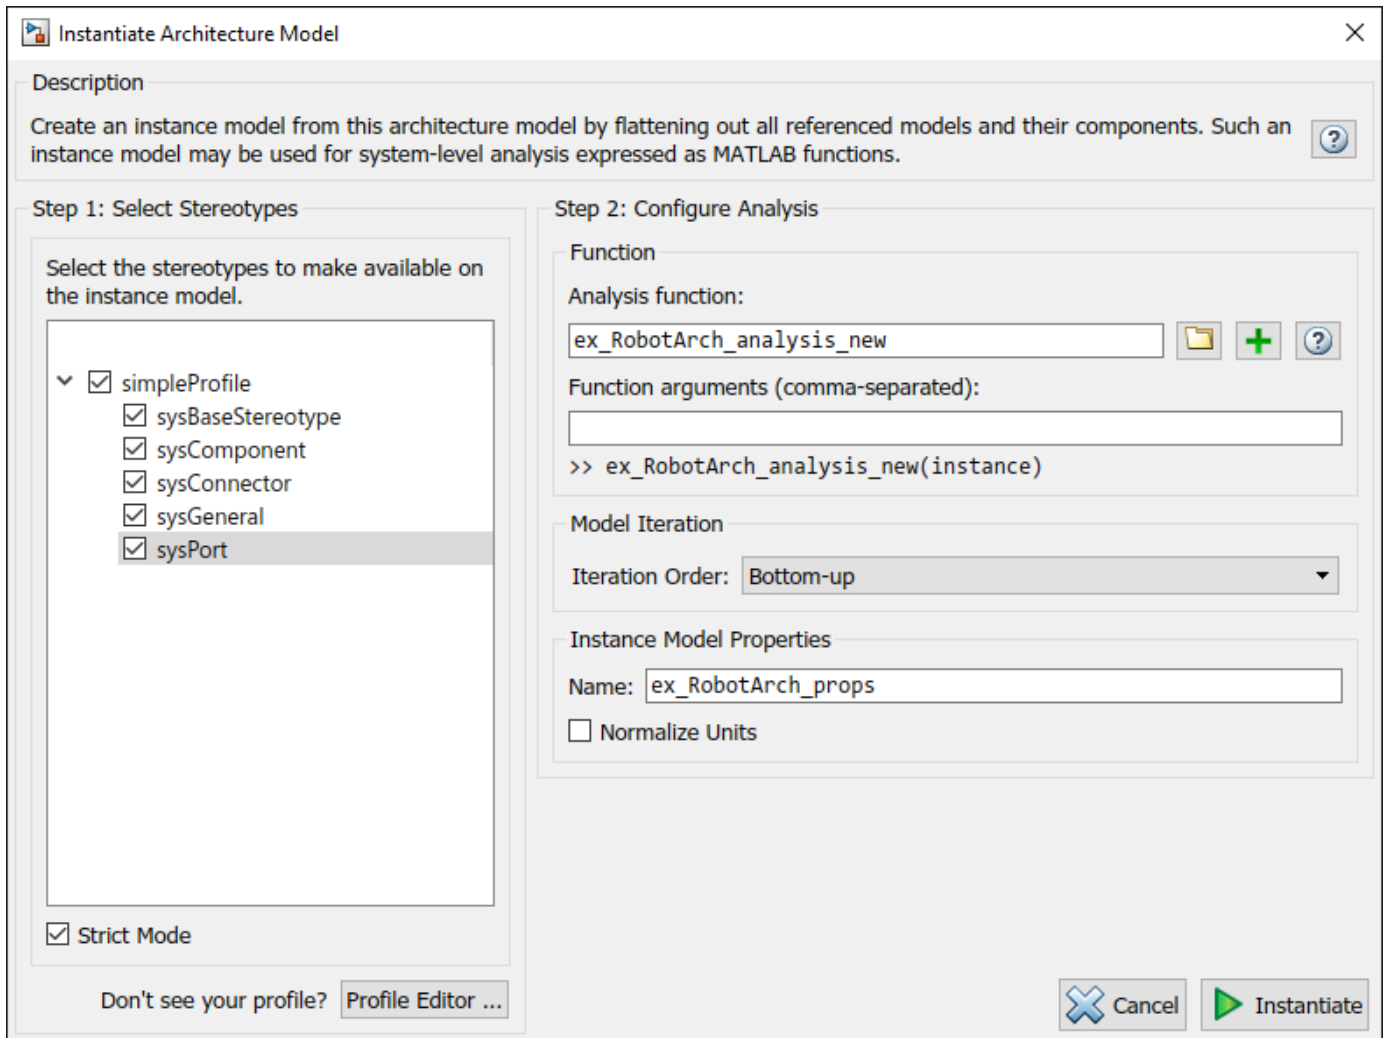 Instantiate Architecture Model
Description
Create an instance model from this architecture model by flattening out all referenced models and their components. Such an
instance model may be used for system-level analysis expressed as MATLAB functions.
Step 1: Select Stereotypes
Select the stereotypes to make available on
the instance model.
simpleProfile
sysBaseStereotype
sysComponent
sysConnector
sysGeneral
sysPort
Strict Mode
Don't see your profile? Profile Editor ...
Step 2: Configure Analysis
Function
Analysis function:
ex_RobotArch_analysis_new
Function arguments (comma-separated):
>> ex_RobotArch_analysis_new(instance)
Model Iteration
Iteration Order: Bottom-up
Instance Model Properties
Name: ex_RobotArch_props
Normalize Units
Cancel Instantiate